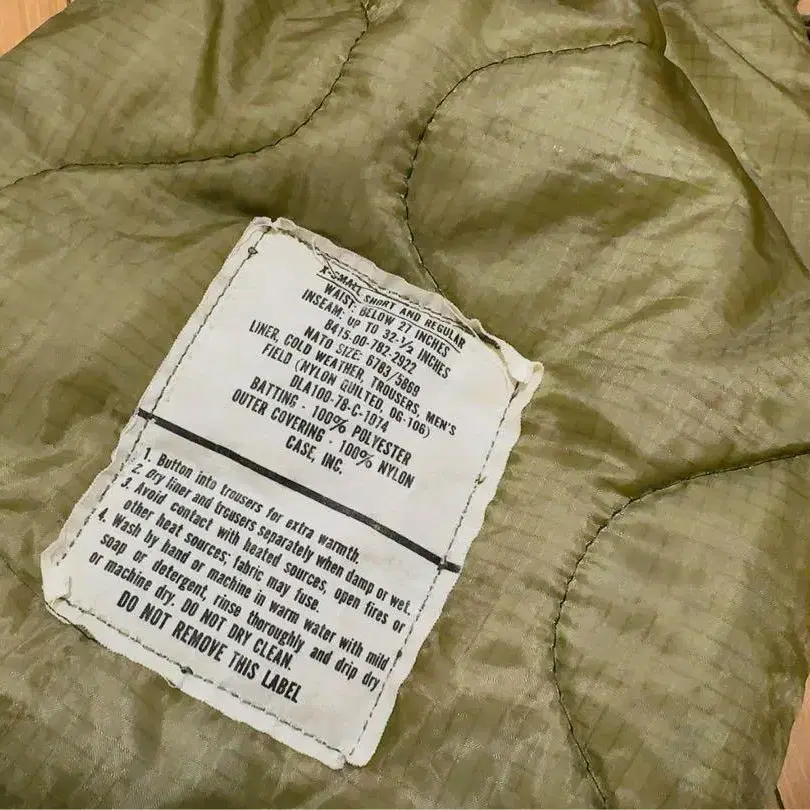 X-SMALL SHORT AND REGULAR
WAIST: BELOW 27 INCHES
INSEAM: UP TO 32-½ INCHES
8415-00-782-2922
NATO SIZE: 6783/5869
LINER, COLD WEATHER, TROUSERS, MEN'S
FIELD (NYLON QUILTED, OG-106)
DLA100-78-C-1074
BATTING - 100% POLYESTER
OUTER COVERING - 100% NYLON
CASE, INC.
1. Button into trousers for extra warmth.
2. Dry liner and trousers separately when damp or wet.
3. Avoid contact with heated sources, open fires or
other heat sources; fabric may fuse.
4. Wash by hand or machine in warm water with mild
soap or detergent, rinse thoroughly and drip dry
or machine dry. DO NOT DRY CLEAN.
DO NOT REMOVE THIS LABEL